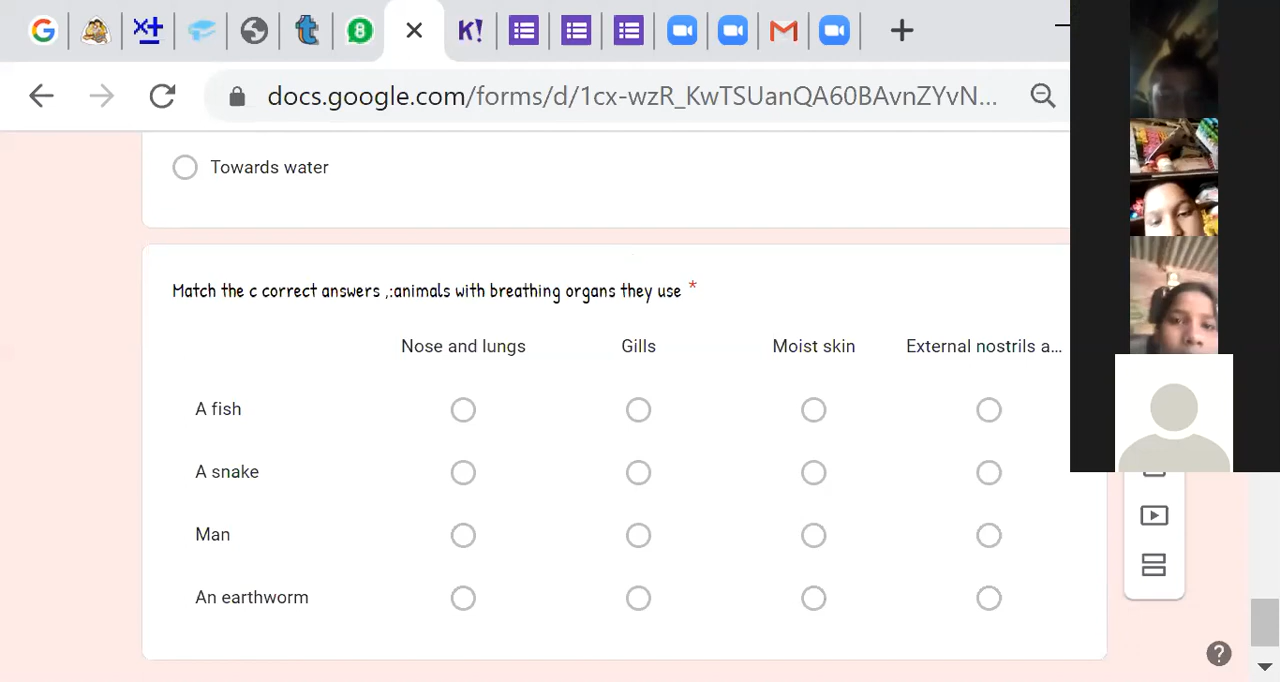 K!
8
docs.google.com/forms/d/1cx-wzR_KwTSUanQA60BAvnZYvN...
Towards water
Match the c correct answers ,:animals with breathing organs they use *
Nose and lungs Gills Moist skin External nostrils a...
A fish
A snake
Man
An earthworm